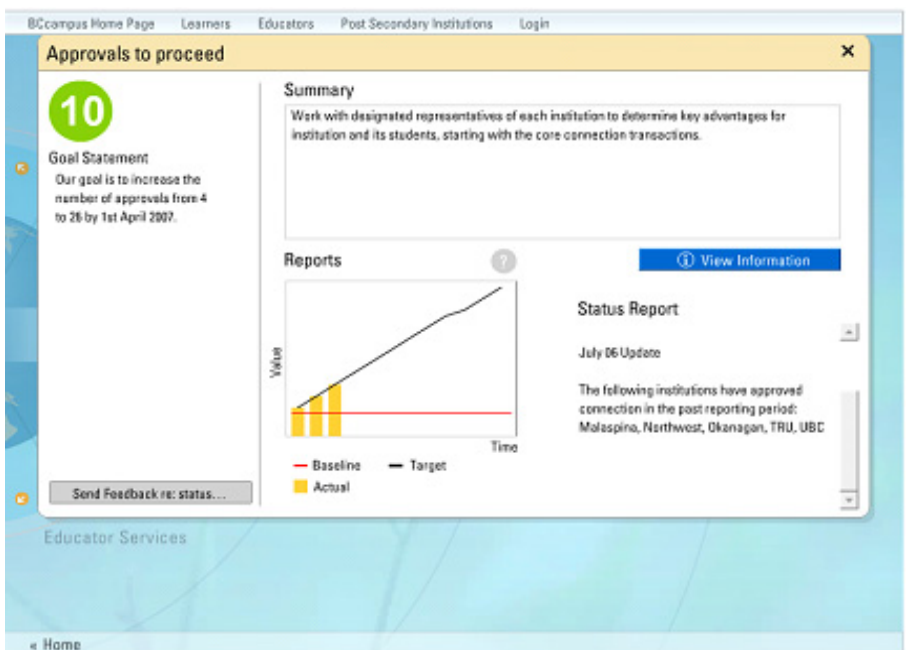 BCcampus Home Page Learners Educators Post Secondary Institutions Login
Approvals to proceed
10
Goal Statement
Our goal is to increase the
number of approvals from 4
to 26 by 1st April 2007.
Send Feedback re: status...
Summary
Work with designated representatives of each institution to determine key advantages for
institution and its students, starting with the core connection transactions.
Reports ?
View Information
Value
Time
Baseline Target
Actual
Status Report
July 06 Update
The following institutions have approved
connection in the past reporting period:
Malaspina, Northwest, Okanagan, TRU, UBC
Educator Services
« Home